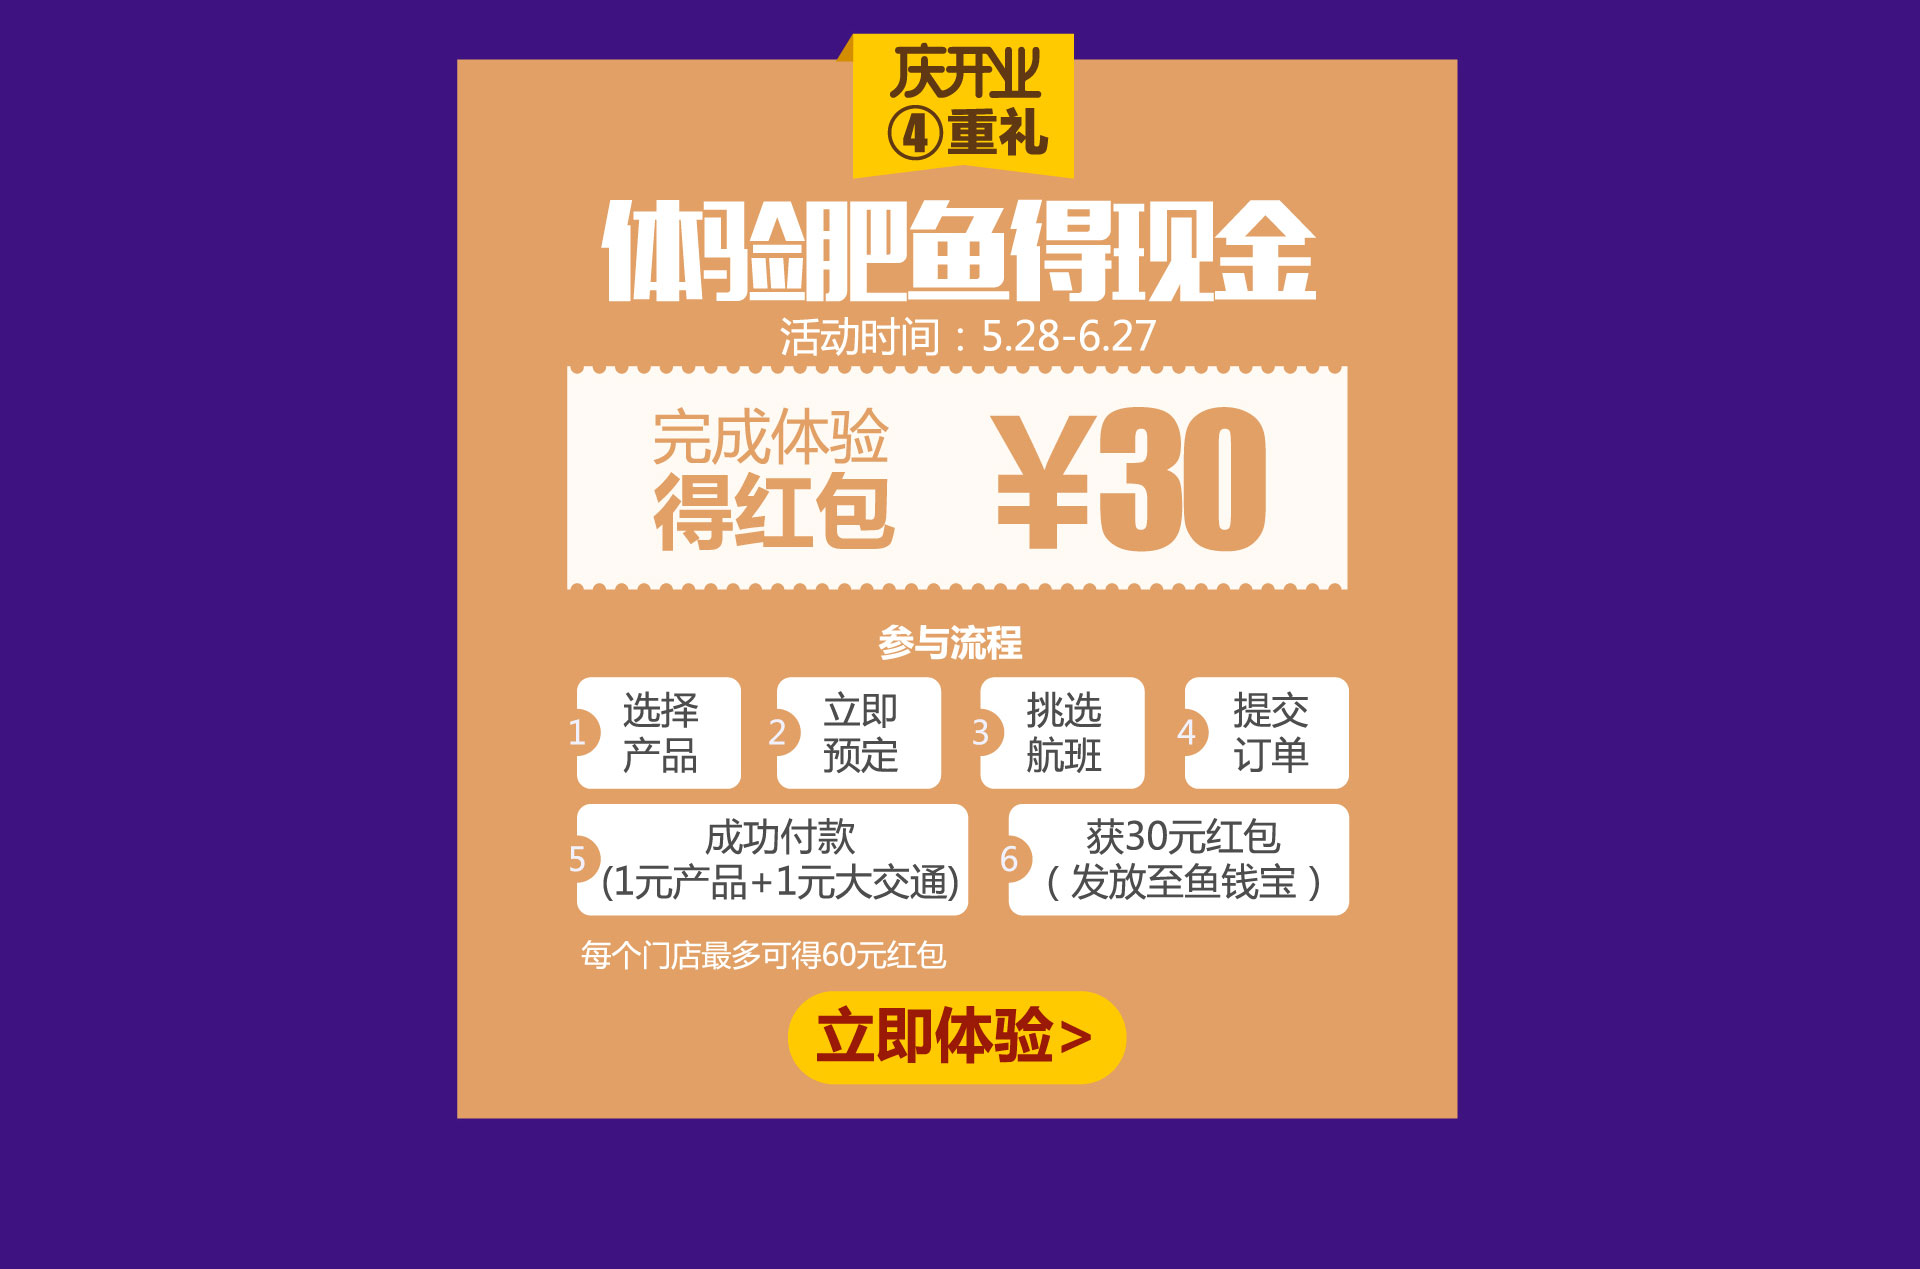 庆开业
④重礼
体验肥鱼得现金
活动时间：5.28-6.27
完成体验
得红包
¥30
参与流程
1
选择
产品
2
立即
预定
3
挑选
航班
4
提交
订单
5
成功付款
(1元产品+1元大交通)
6
获30元红包
（发放至鱼钱宝）
每个门店最多可得60元红包
立即体验>